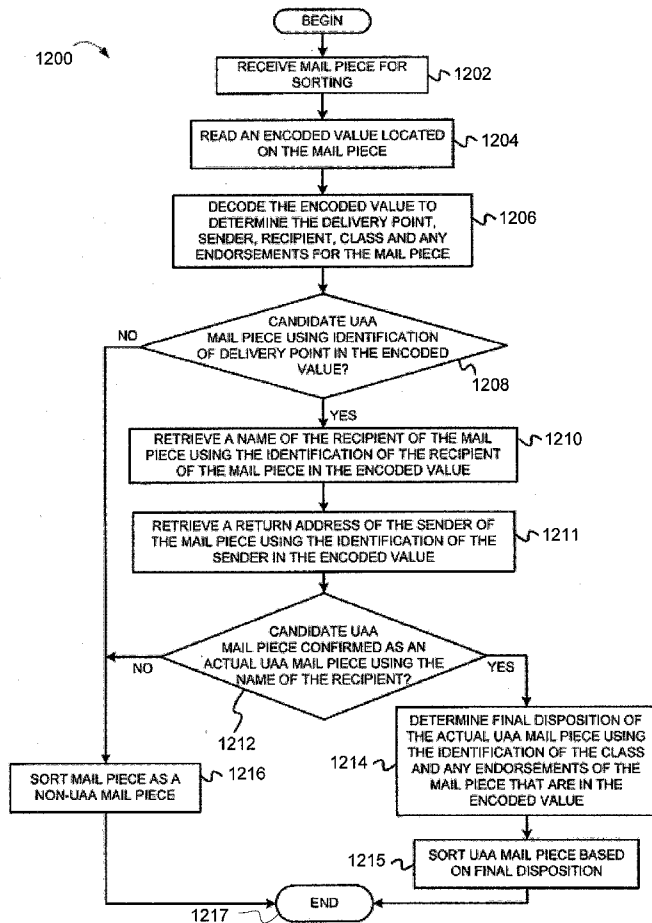 BEGIN
1200
RECEIVE MAIL PIECE FOR
SORTING
1202
READ AN ENCODED VALUE LOCATED
ON THE MAIL PIECE
1204
DECODE THE ENCODED VALUE TO
DETERMINE THE DELIVERY POINT,
SENDER, RECIPIENT, CLASS AND ANY
ENDORSEMENTS FOR THE MAIL PIECE
1206
NO
CANDIDATE UAA
MAIL PIECE USING IDENTIFICATION
OF DELIVERY POINT IN THE ENCODED
VALUE?
1208
YES
RETRIEVE A NAME OF THE RECIPIENT OF THE MAIL
PIECE USING THE IDENTIFICATION OF THE RECIPIENT
OF THE MAIL PIECE IN THE ENCODED VALUE
1210
RETRIEVE A RETURN ADDRESS OF THE SENDER OF
THE MAIL PIECE USING THE IDENTIFICATION OF THE
SENDER IN THE ENCODED VALUE
1211
CANDIDATE UAA
MAIL PIECE CONFIRMED AS AN
ACTUAL UAA MAIL PIECE USING THE
NAME OF THE RECIPIENT?
NO
YES
1212
DETERMINE FINAL DISPOSITION OF
THE ACTUAL UAA MAIL PIECE USING
THE IDENTIFICATION OF THE CLASS
AND ANY ENDORSEMENTS OF THE
MAIL PIECE THAT ARE IN THE
ENCODED VALUE
1214
SORT MAIL PIECE AS A
NON-UAA MAIL PIECE
1216
SORT UAA MAIL PIECE BASED
ON FINAL DISPOSITION
1215
END
1217